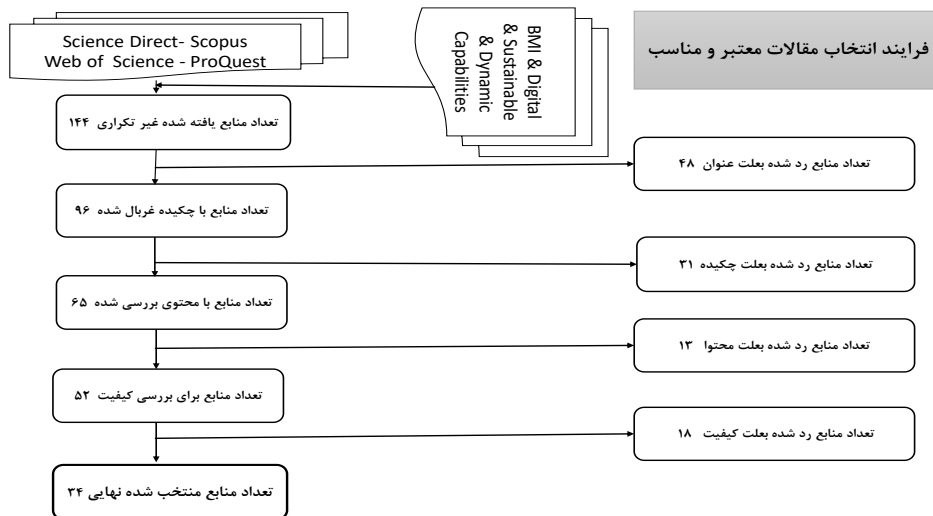 فرایند انتخاب مقالات معتبر و مناسب
Science Direct- Scopus
Web of Science - ProQuest
BMI & Digital
& Sustainable
& Dynamic
Capabilities
تعداد منابع یافته شده غیر تکراری ۱۴۴
تعداد منابع رد شده بعلت عنوان ۴۸
تعداد منابع با چکیده غربال شده ۹۶
تعداد منابع رد شده بعلت چکیده ۳۱
تعداد منابع با محتوی بررسی شده ۶۵
تعداد منابع رد شده بعلت محتوا ۱۳
تعداد منابع برای بررسی کیفیت ۵۲
تعداد منابع رد شده بعلت کیفیت ۱۸
تعداد منابع منتخب شده نهایی ۳۴